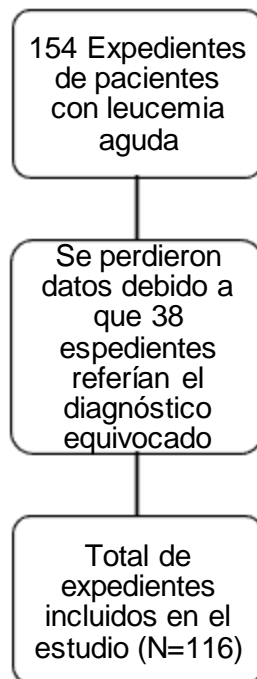 154 Expedientes
de pacientes
con leucemia
aguda
Se perdieron
datos debido a
que 38
espedientes
referían el
diagnóstico
equivocado
Total de
expedientes
incluidos en el
estudio (N=116)